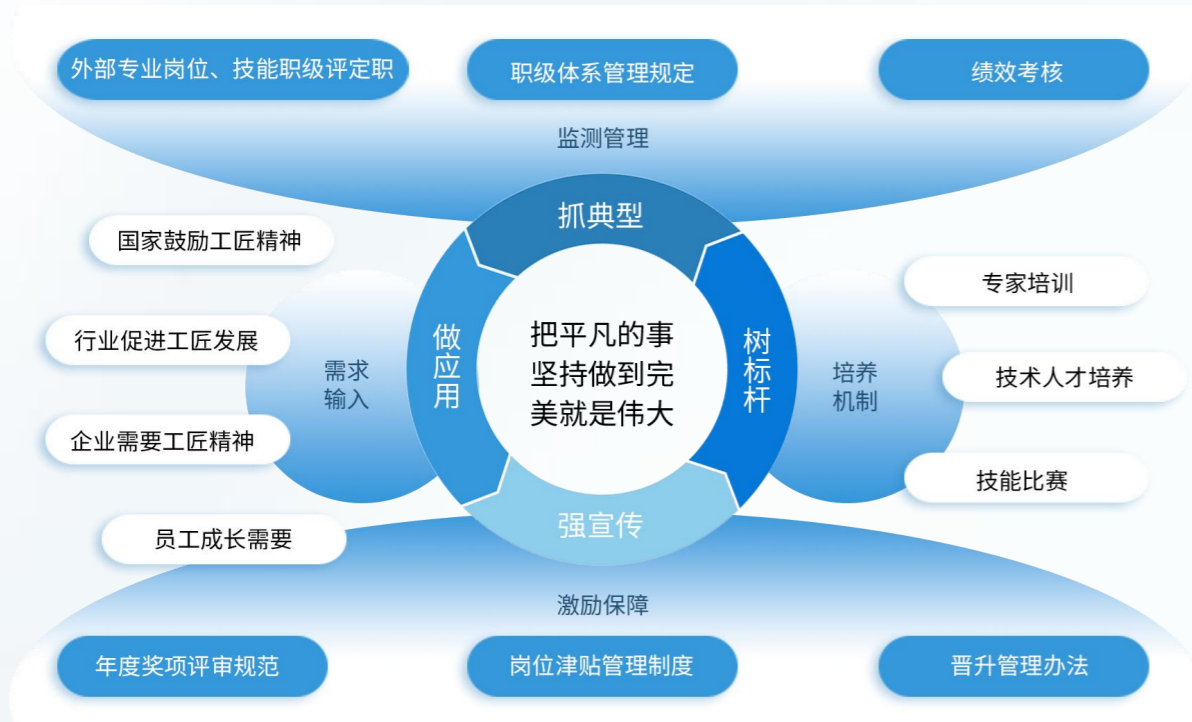 外部专业岗位、技能职级评定职
职级体系管理规定
绩效考核
监测管理
抓典型
国家鼓励工匠精神
行业促进工匠发展
企业需要工匠精神
员工成长需要
需求
输入
做应用
把平凡的事
坚持做到完
美就是伟大
树标杆
培养
机制
专家培训
技术人才培养
技能比赛
强宣传
激励保障
年度奖项评审规范
岗位津贴管理制度
晋升管理办法